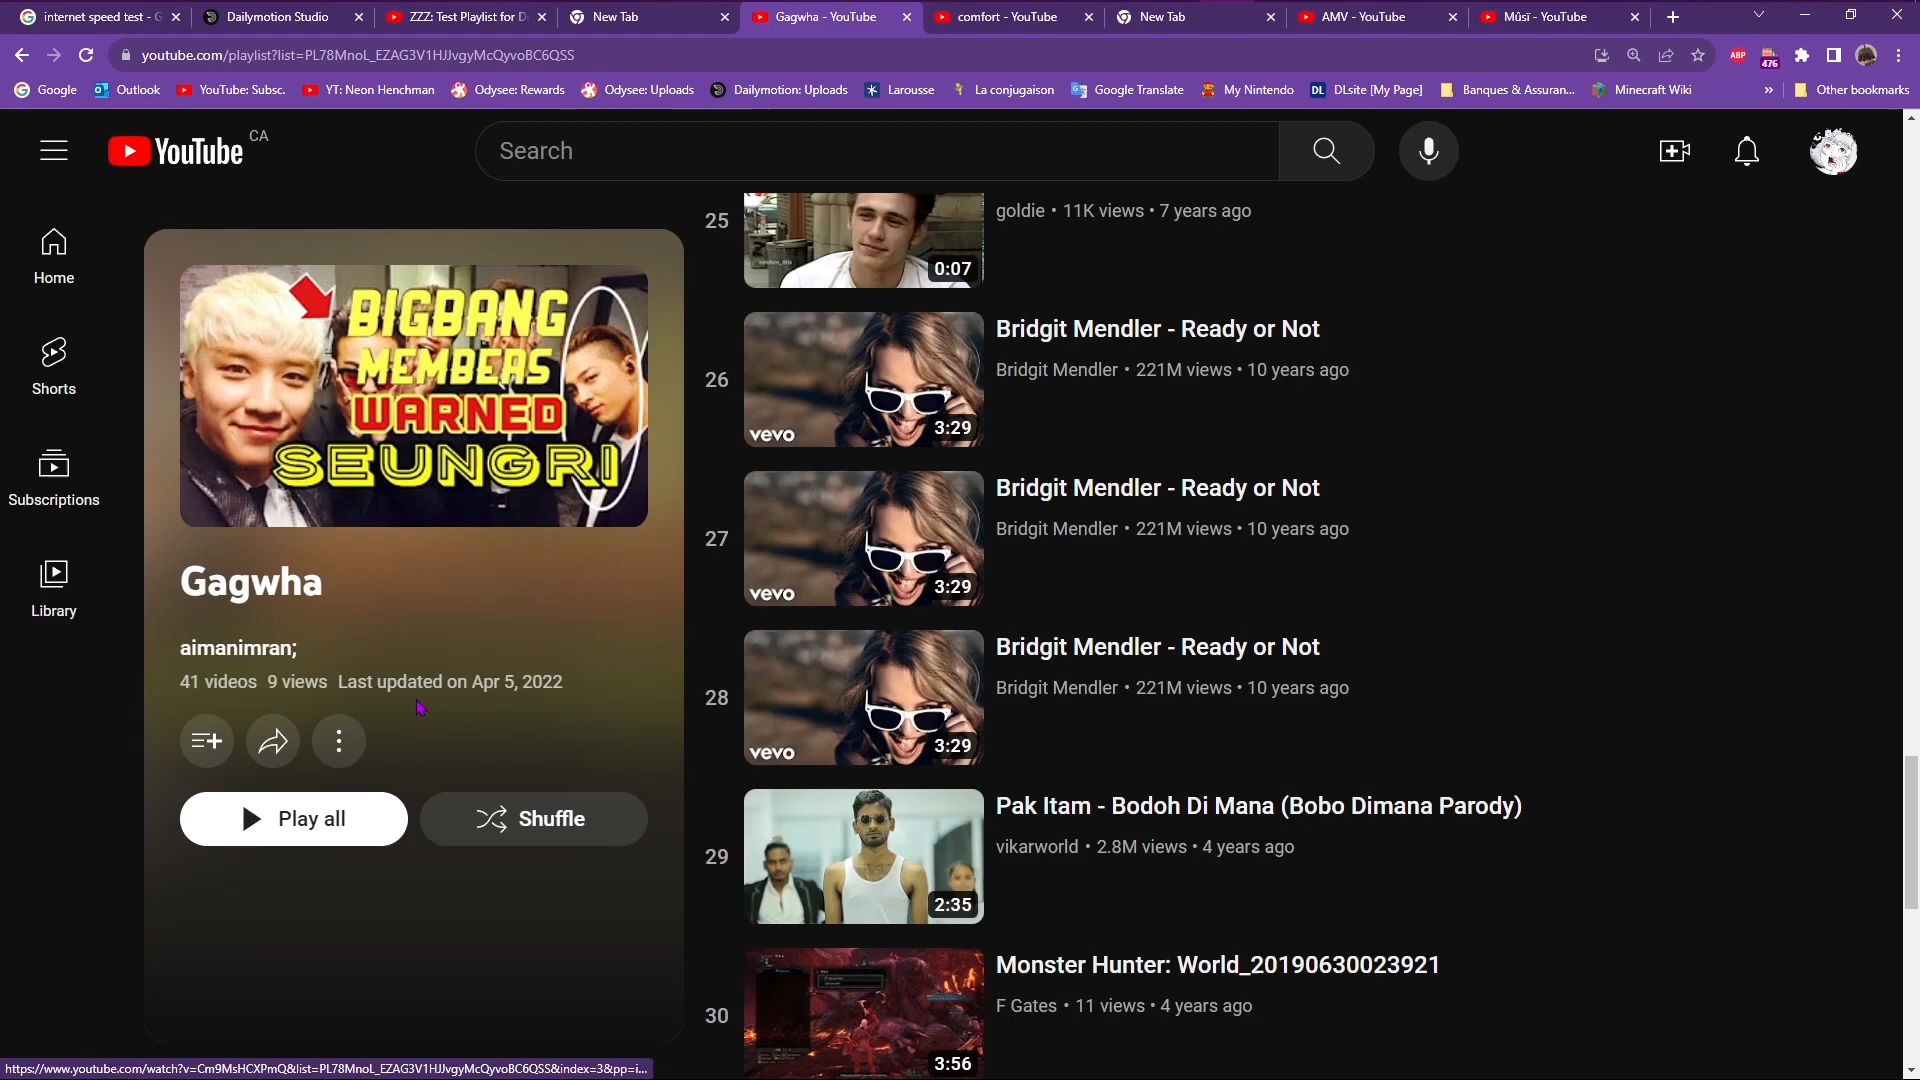 internet speed test - G
Dailymotion Studio
ZZZ: Test Playlist for D
New Tab
Gagwha - YouTube
comfort - YouTube
New Tab
AMV - YouTube
Mûsï - YouTube
youtube.com/playlist?list=PL78MnoL_EZAG3V1HJJvgyMcQyvoBC6QSS
ABP
476
Google
Outlook
YouTube: Subsc.
YT: Neon Henchman
Odysee: Rewards
Odysee: Uploads
Dailymotion: Uploads
Larousse
La conjugaison
Google Translate
My Nintendo
DL
DLsite [My Page]
Banques & Assuran...
Minecraft Wiki
»
Other bookmarks
YouTube CA
Search
Home
Shorts
Subscriptions
Library
BIGBANG
MEMBERS
WARNED
SEUNGRI
Gagwha
aimanimran;
41 videos 9 views Last updated on Apr 5, 2022
Play all
Shuffle
25
0:07
goldie • 11K views • 7 years ago
26
vevo
3:29
Bridgit Mendler - Ready or Not
Bridgit Mendler • 221M views • 10 years ago
27
vevo
3:29
Bridgit Mendler - Ready or Not
Bridgit Mendler • 221M views • 10 years ago
28
vevo
3:29
Bridgit Mendler - Ready or Not
Bridgit Mendler • 221M views • 10 years ago
29
2:35
Pak Itam - Bodoh Di Mana (Bobo Dimana Parody)
vikarworld • 2.8M views • 4 years ago
30
3:56
Monster Hunter: World_20190630023921
F Gates • 11 views • 4 years ago
https://www.youtube.com/watch?v=Cm9MsHCXPmQ&list=PL78MnoL_EZAG3V1HJJvgyMcQyvoBC6QSS&index=3&pp=i...